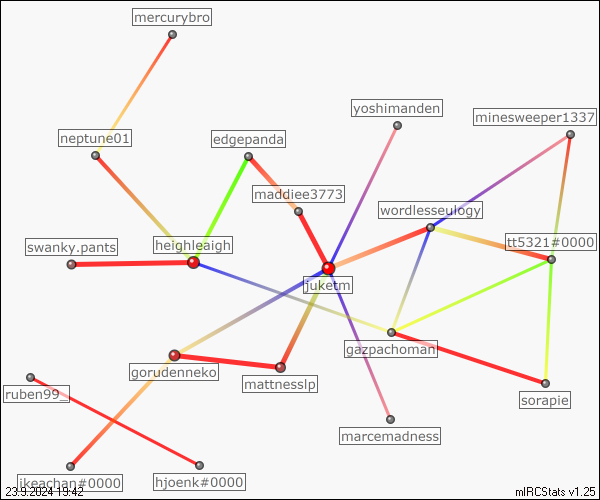 mercurybro
yoshimanden
minesweeper1337
neptune01
edgepanda
maddiee3773
wordlesseulogy
swanky.pants
heighleaigh
tt5321#0000
juketm
gazpachoman
gorudenneko
mattnesslp
ruben99_
sorapie
marcemadness
ikeachan#0000
hjoenk#0000
23.9.2024 19:42
mIRCStats v1.25